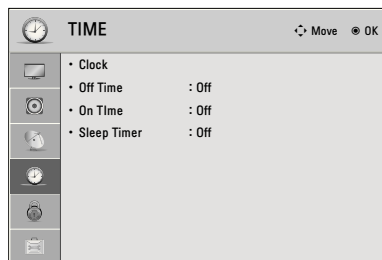 TIME Move OK
• Clock
• Off Time : Off
• On TIme : Off
• Sleep Timer : Off